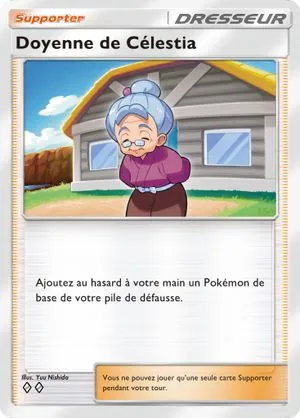 Supporter
DRESSEUR
Doyenne de Célestia
Ajoutez au hasard à votre main un Pokémon de
base de votre pile de défausse.
Illus. Yuu Nishida
Vous ne pouvez jouer qu'une seule carte Supporter
pendant votre tour.